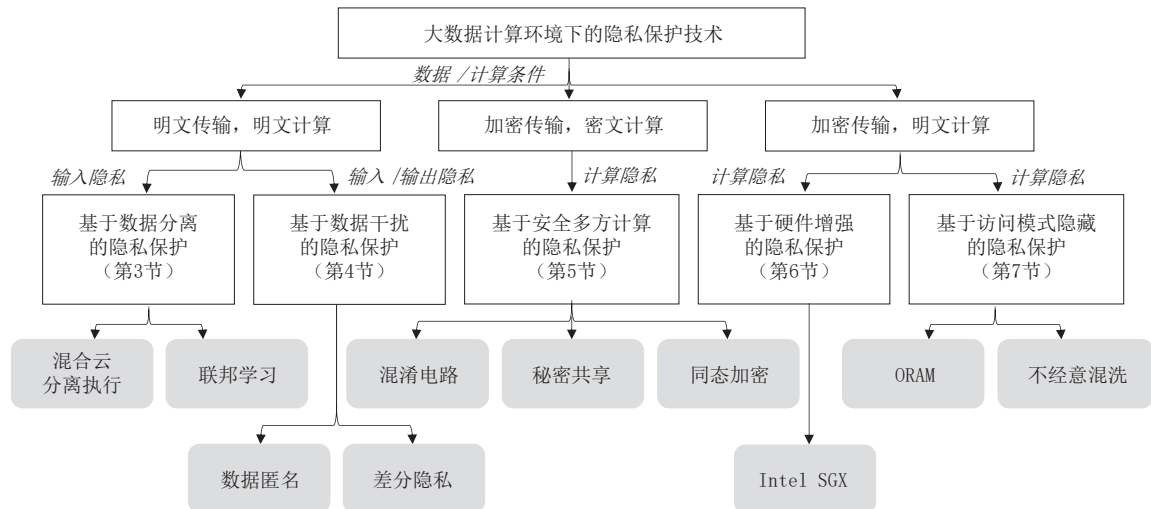 大数据计算环境下的隐私保护技术
数据 /计算条件
明文传输，明文计算
加密传输，密文计算
加密传输，明文计算
输入隐私
输入 /输出隐私
计算隐私
计算隐私
计算隐私
基于数据分离
的隐私保护
（第3节）
基于数据干扰
的隐私保护
（第4节）
基于安全多方计算
的隐私保护
（第5节）
基于硬件增强
的隐私保护
（第6节）
基于访问模式隐藏
的隐私保护
（第7节）
混合云
分离执行
联邦学习
混淆电路
秘密共享
同态加密
ORAM
不经意混洗
数据匿名
差分隐私
Intel SGX